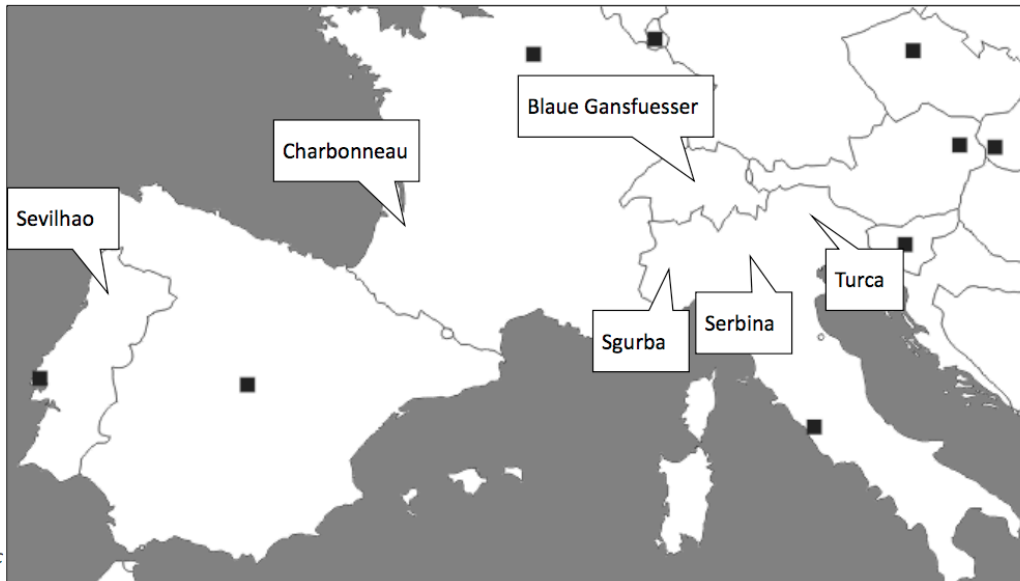 Blaue Gansfuesser
Charbonneau
Sevilhao
Turca
Serbina
Sgurba